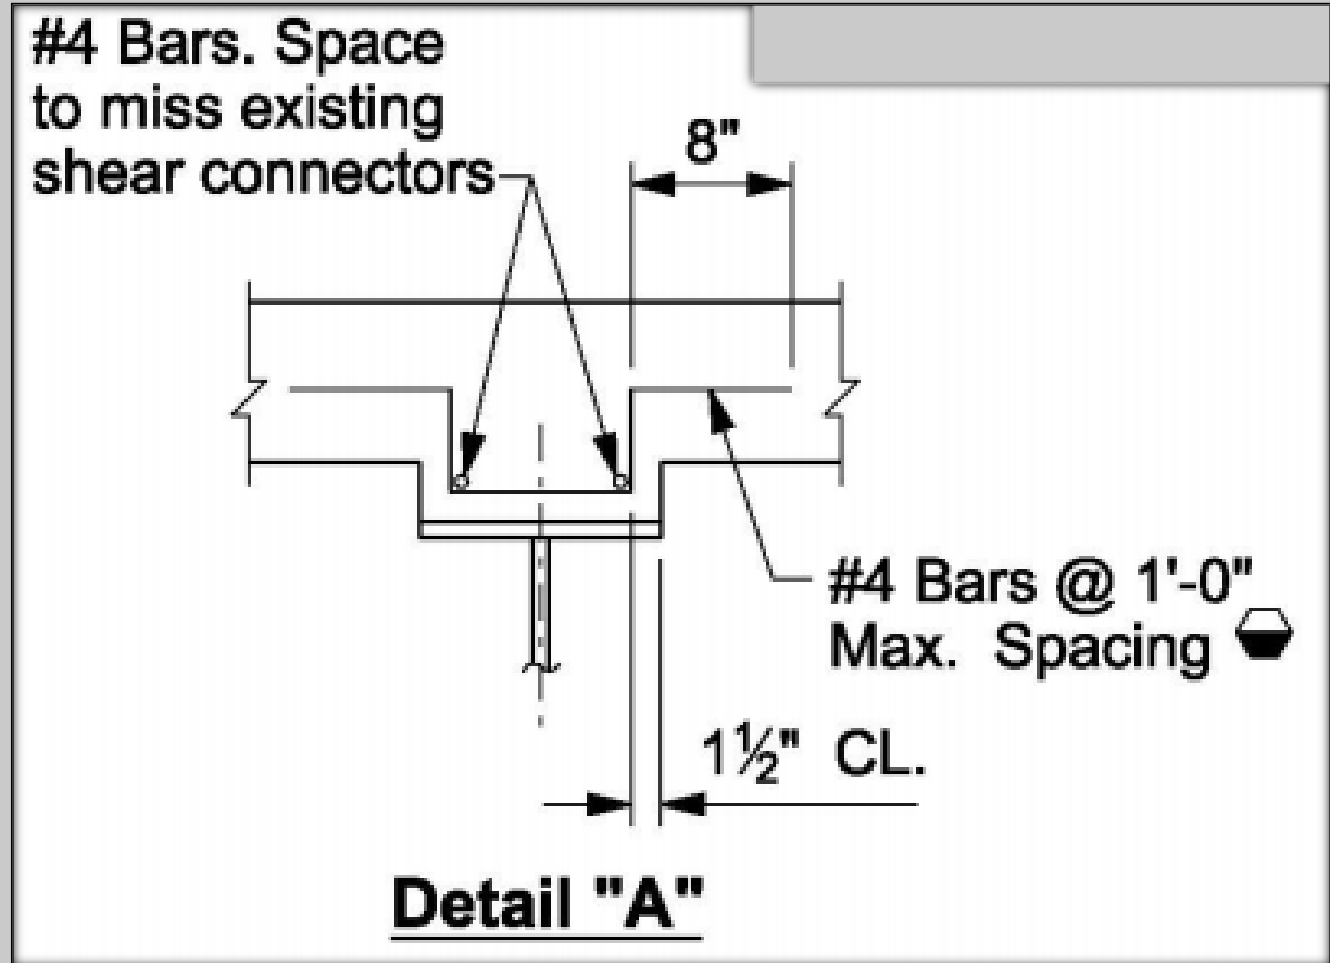 #4 Bars. Space
to miss existing
shear connectors
8"
#4 Bars @ 1'-0"
Max. Spacing
1½" CL.
Detail "A"